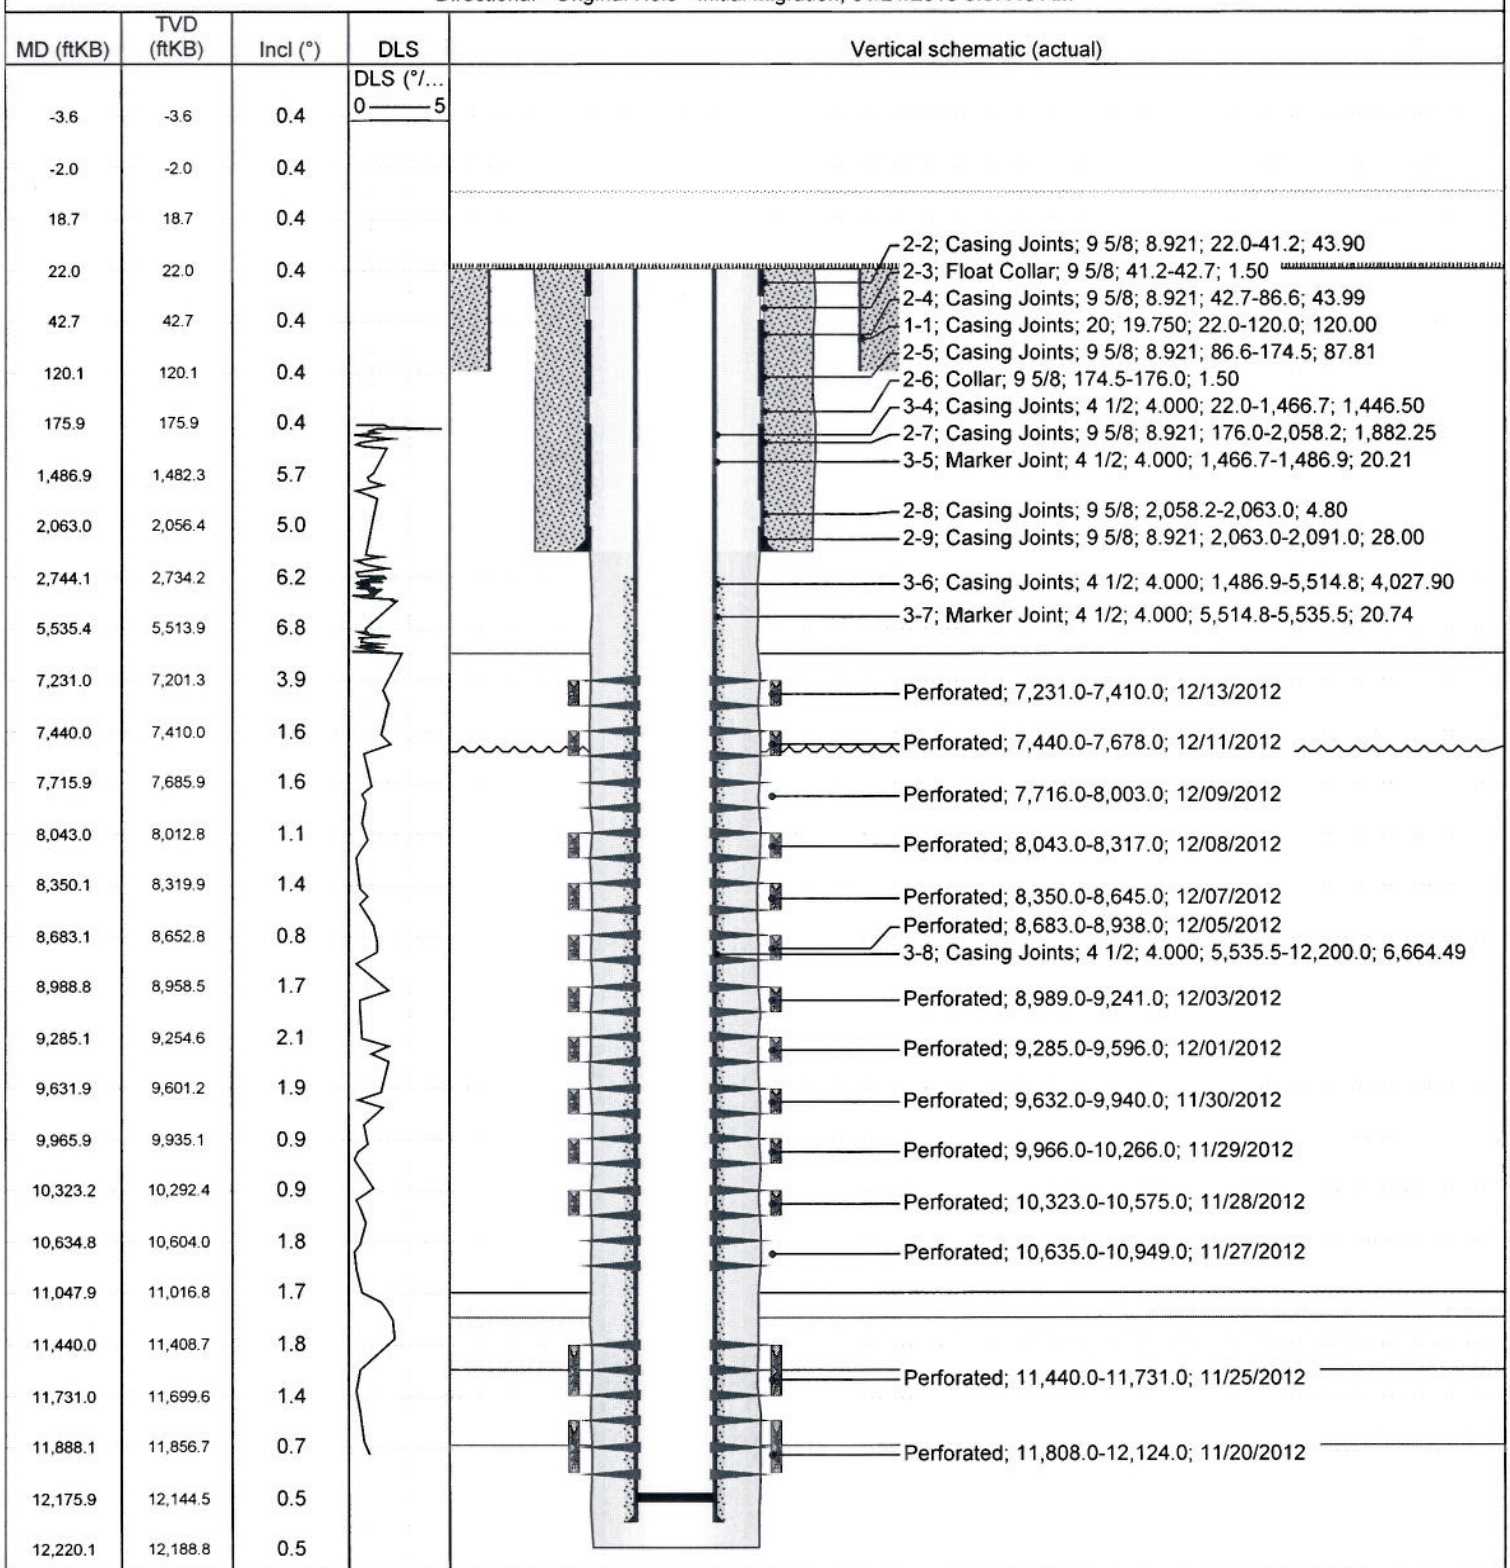 MD (ftKB) TVD (ftKB) Incl (°) DLS Vertical schematic (actual)
DLS (°/...
0 5
-3.6 -3.6 0.4
-2.0 -2.0 0.4
18.7 18.7 0.4
22.0 22.0 0.4
42.7 42.7 0.4
120.1 120.1 0.4
175.9 175.9 0.4
1,486.9 1,482.3 5.7
2,063.0 2,056.4 5.0
2,744.1 2,734.2 6.2
5,535.4 5,513.9 6.8
7,231.0 7,201.3 3.9
7,440.0 7,410.0 1.6
7,715.9 7,685.9 1.6
8,043.0 8,012.8 1.1
8,350.1 8,319.9 1.4
8,683.1 8,652.8 0.8
8,988.8 8,958.5 1.7
9,285.1 9,254.6 2.1
9,631.9 9,601.2 1.9
9,965.9 9,935.1 0.9
10,323.2 10,292.4 0.9
10,634.8 10,604.0 1.8
11,047.9 11,016.8 1.7
11,440.0 11,408.7 1.8
11,731.0 11,699.6 1.4
11,888.1 11,856.7 0.7
12,175.9 12,144.5 0.5
12,220.1 12,188.8 0.5
2-2; Casing Joints; 9 5/8; 8.921; 22.0-41.2; 43.90
2-3; Float Collar; 9 5/8; 41.2-42.7; 1.50
2-4; Casing Joints; 9 5/8; 8.921; 42.7-86.6; 43.99
1-1; Casing Joints; 20; 19.750; 22.0-120.0; 120.00
2-5; Casing Joints; 9 5/8; 8.921; 86.6-174.5; 87.81
2-6; Collar; 9 5/8; 174.5-176.0; 1.50
3-4; Casing Joints; 4 1/2; 4.000; 22.0-1,466.7; 1,446.50
2-7; Casing Joints; 9 5/8; 8.921; 176.0-2,058.2; 1,882.25
3-5; Marker Joint; 4 1/2; 4.000; 1,466.7-1,486.9; 20.21
2-8; Casing Joints; 9 5/8; 2,058.2-2,063.0; 4.80
2-9; Casing Joints; 9 5/8; 8.921; 2,063.0-2,091.0; 28.00
3-6; Casing Joints; 4 1/2; 4.000; 1,486.9-5,514.8; 4,027.90
3-7; Marker Joint; 4 1/2; 4.000; 5,514.8-5,535.5; 20.74
Perforated; 7,231.0-7,410.0; 12/13/2012
Perforated; 7,440.0-7,678.0; 12/11/2012
Perforated; 7,716.0-8,003.0; 12/09/2012
Perforated; 8,043.0-8,317.0; 12/08/2012
Perforated; 8,350.0-8,645.0; 12/07/2012
Perforated; 8,683.0-8,938.0; 12/05/2012
3-8; Casing Joints; 4 1/2; 4.000; 5,535.5-12,200.0; 6,664.49
Perforated; 8,989.0-9,241.0; 12/03/2012
Perforated; 9,285.0-9,596.0; 12/01/2012
Perforated; 9,632.0-9,940.0; 11/30/2012
Perforated; 9,966.0-10,266.0; 11/29/2012
Perforated; 10,323.0-10,575.0; 11/28/2012
Perforated; 10,635.0-10,949.0; 11/27/2012
Perforated; 11,440.0-11,731.0; 11/25/2012
Perforated; 11,808.0-12,124.0; 11/20/2012